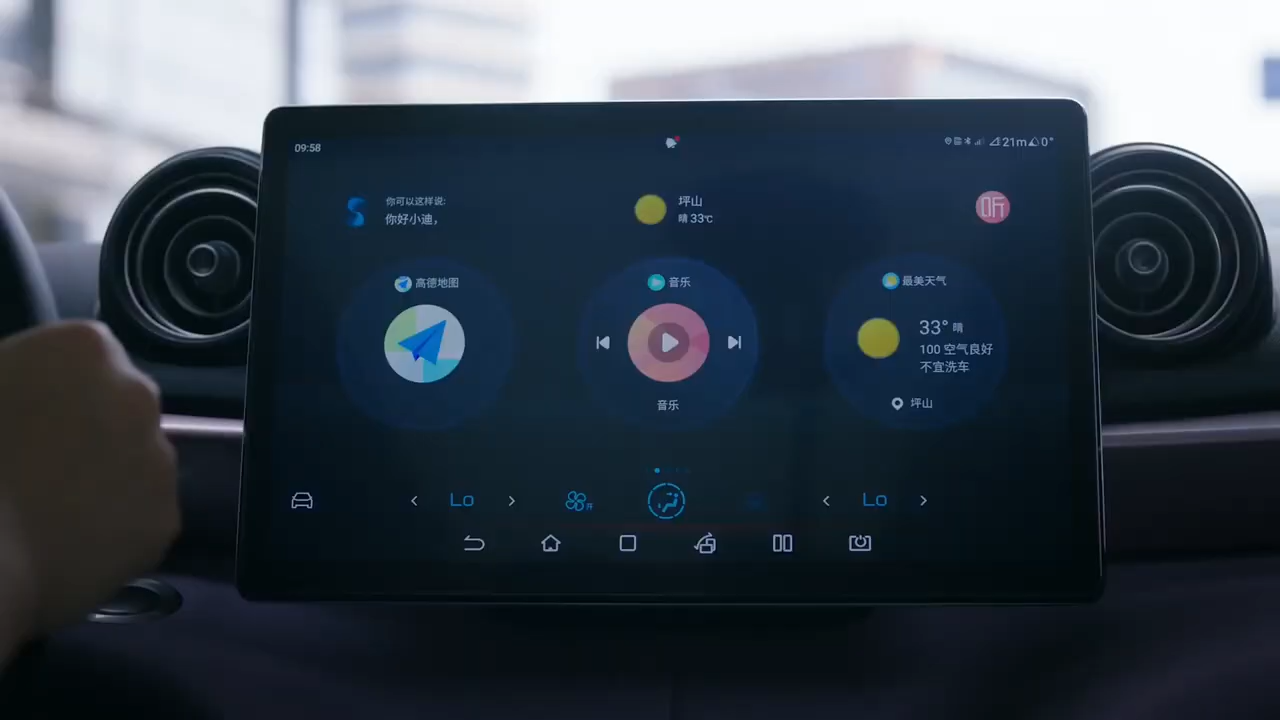 09:58
21m 0°
你可以这样说:
你好小迪，
坪山
晴 33℃
听
高德地图
音乐
最美天气
33° 晴
100 空气良好
不宜洗车
音乐
坪山
Lo
开
Lo